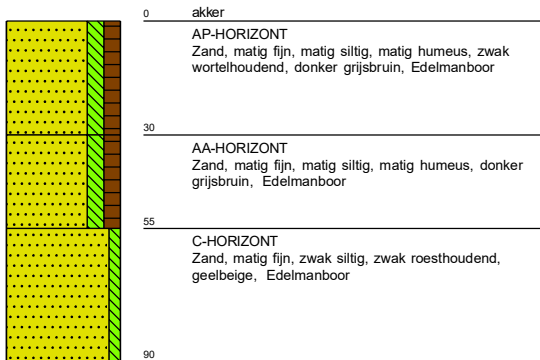 0 akker
AP-HORIZONT
Zand, matig fijn, matig siltig, matig humeus, zwak
wortelhoudend, donker grijsbruin, Edelmanboor
30
AA-HORIZONT
Zand, matig fijn, matig siltig, matig humeus, donker
grijsbruin, Edelmanboor
55
C-HORIZONT
Zand, matig fijn, zwak siltig, zwak roesthoudend,
geelbeige, Edelmanboor
90